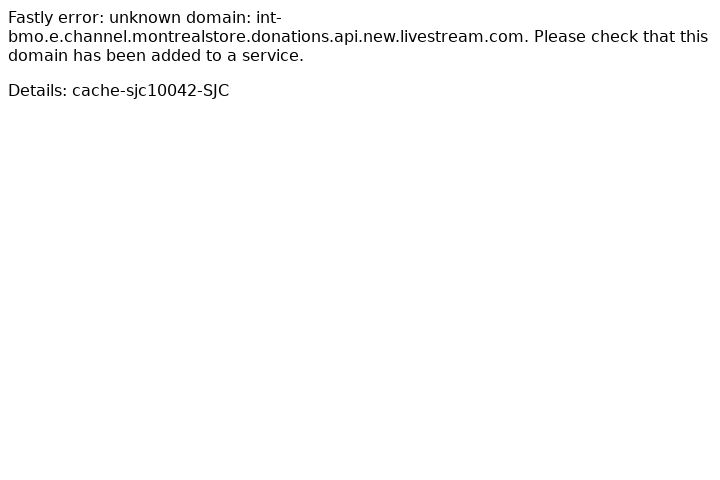 Fastly error: unknown domain: int-
bmo.e.channel.montrealstore.donations.api.new.livestream.com. Please check that this
domain has been added to a service.
Details: cache-sjc10042-SJC